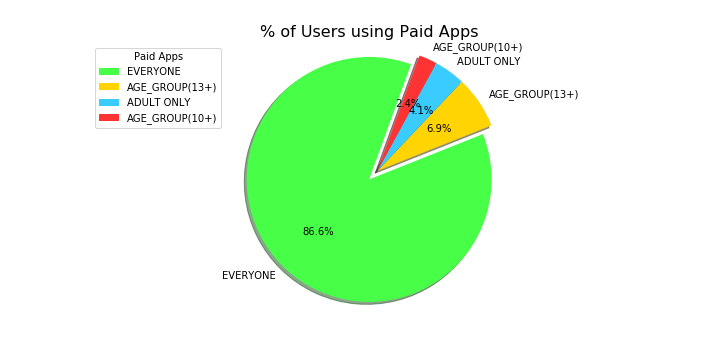 % of Users using Paid Apps
Paid Apps
EVERYONE
AGE_GROUP(13+)
ADULT ONLY
AGE_GROUP(10+)
AGE_GROUP(10+)
ADULT ONLY
AGE_GROUP(13+)
2.4%
4.1%
6.9%
86.6%
EVERYONE